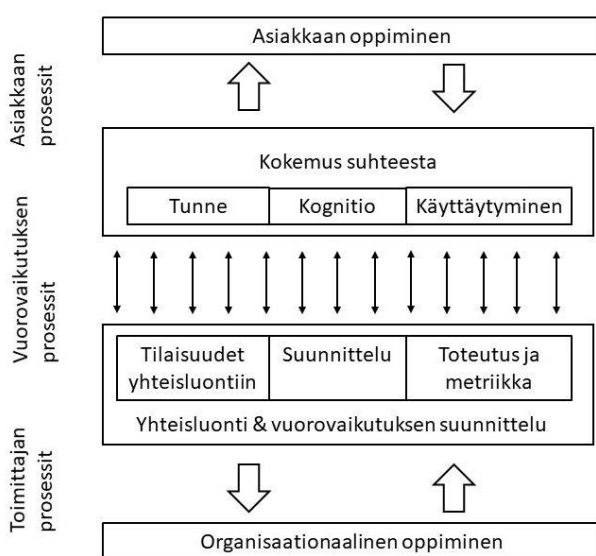 Asiakkaan oppiminen
Asiakkaan
prosessit
Kokemus suhteesta
Tunne
Kognitio
Käyttäytyminen
Vuorovaikutuksen
prosessit
Tilaisuudet
yhteisluontiin
Suunnittelu
Toteutus ja
metriikka
Yhteisluonti & vuorovaikutuksen suunnittelu
Toimittajan
prosessit
Organisaationaalinen oppiminen